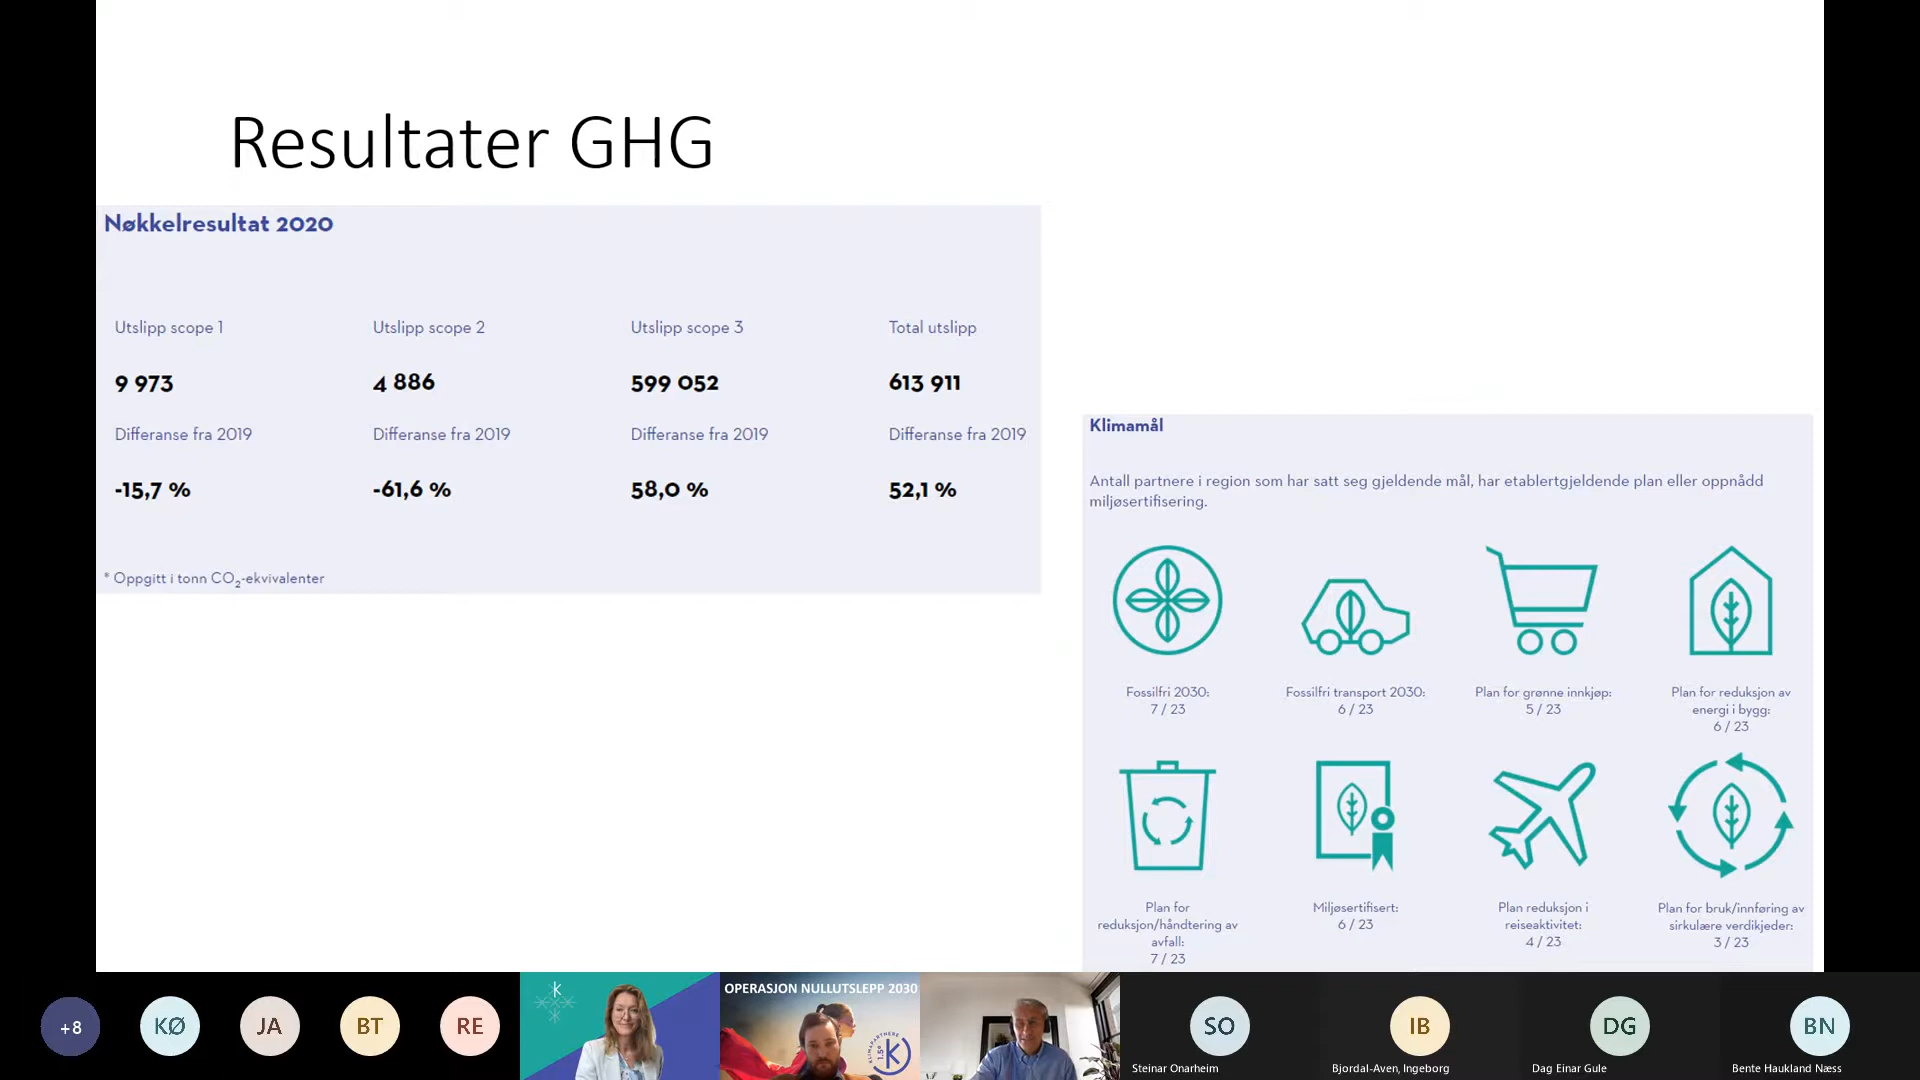 Resultater GHG
Nøkkelresultat 2020
Utslipp scope 1
Utslipp scope 2
Utslipp scope 3
Total utslipp
9 973
4 886
599 052
613 911
Differanse fra 2019
Differanse fra 2019
Differanse fra 2019
Differanse fra 2019
-15,7 %
-61,6 %
58,0 %
52,1 %
* Oppgitt i tonn CO2-ekvivalenter
Klimamål
Antall partnere i region som har satt seg gjeldende mål, har etablertgjeldende plan eller oppnådd
miljøsertifisering.
Fossilfri 2030:
7 / 23
Fossilfri transport 2030:
6 / 23
Plan for grønne innkjøp:
5 / 23
Plan for reduksjon av
energi i bygg:
6 / 23
Plan for
reduksjon/håndtering av
avfall:
7 / 23
Miljøsertifisert:
6 / 23
Plan reduksjon i
reiseaktivitet:
4 / 23
Plan for bruk/innføring av
sirkulære verdikjeder:
3 / 23
+8
KØ
JA
BT
RE
k
OPERASJON NULLUTSLEPP 2030
KLIMAPARTNERE
1.5°
K
SO
Steinar Onarheim
IB
Bjordal-Aven, Ingeborg
DG
Dag Einar Gule
BN
Bente Haukland Næss